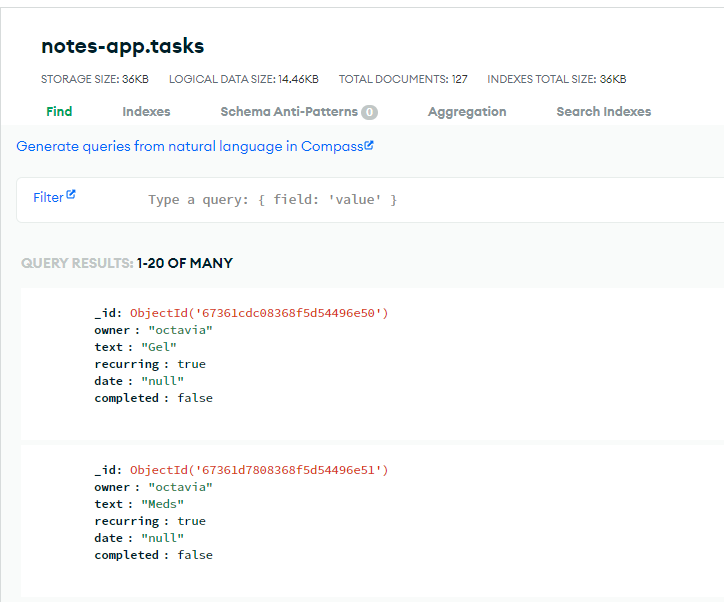 notes-app.tasks
STORAGE SIZE: 36KB LOGICAL DATA SIZE: 14.46KB TOTAL DOCUMENTS: 127 INDEXES TOTAL SIZE: 36KB
Find Indexes Schema Anti-Patterns 0 Aggregation Search Indexes
Generate queries from natural language in Compass
Filter Type a query: { field: 'value' }
QUERY RESULTS: 1-20 OF MANY
_id: ObjectId('67361cdc08368f5d54496e50')
owner : "octavia"
text : "Gel"
recurring : true
date : "null"
completed : false
_id: ObjectId('67361d7808368f5d54496e51')
owner : "octavia"
text : "Meds"
recurring : true
date : "null"
completed : false